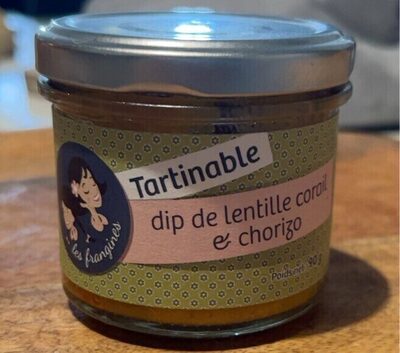 Tartinable
dip de lentille corail
& chorizo
les frangines
Poids net : 90 g